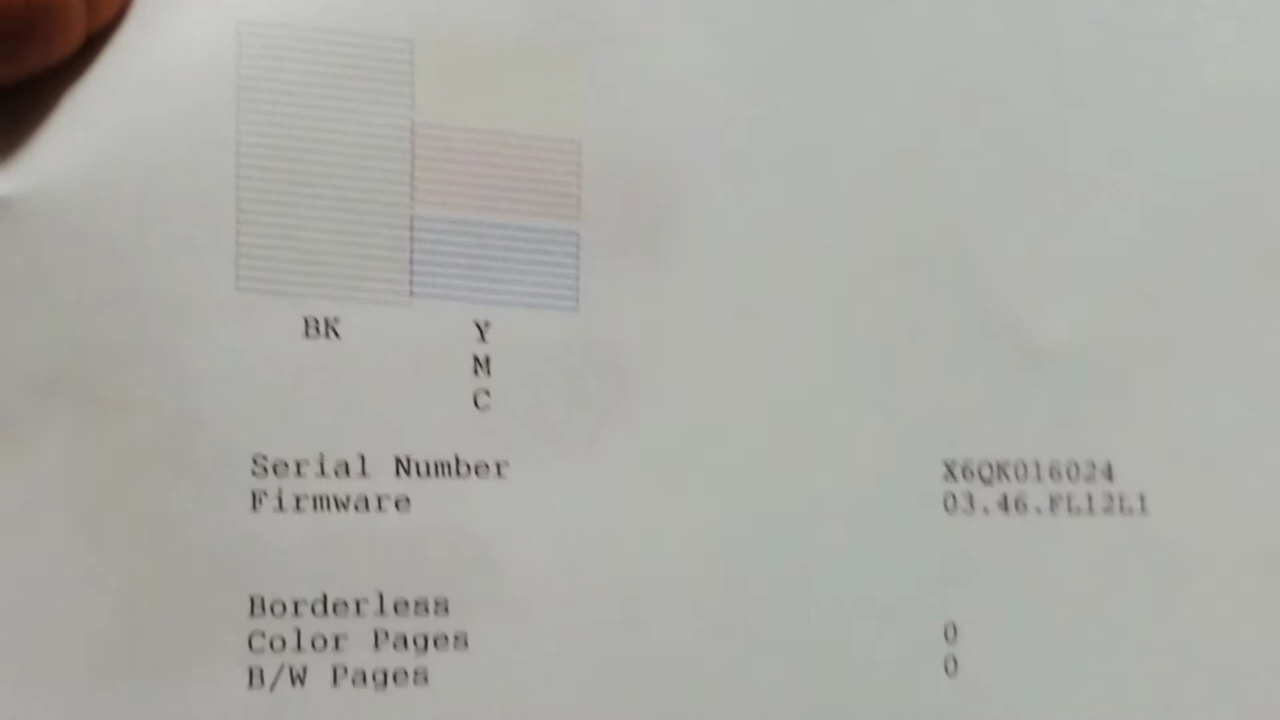 BK Y
M
C
Serial Number X6QK016024
Firmware 03.46.FL12L1
Borderless
Color Pages 0
B/W Pages 0